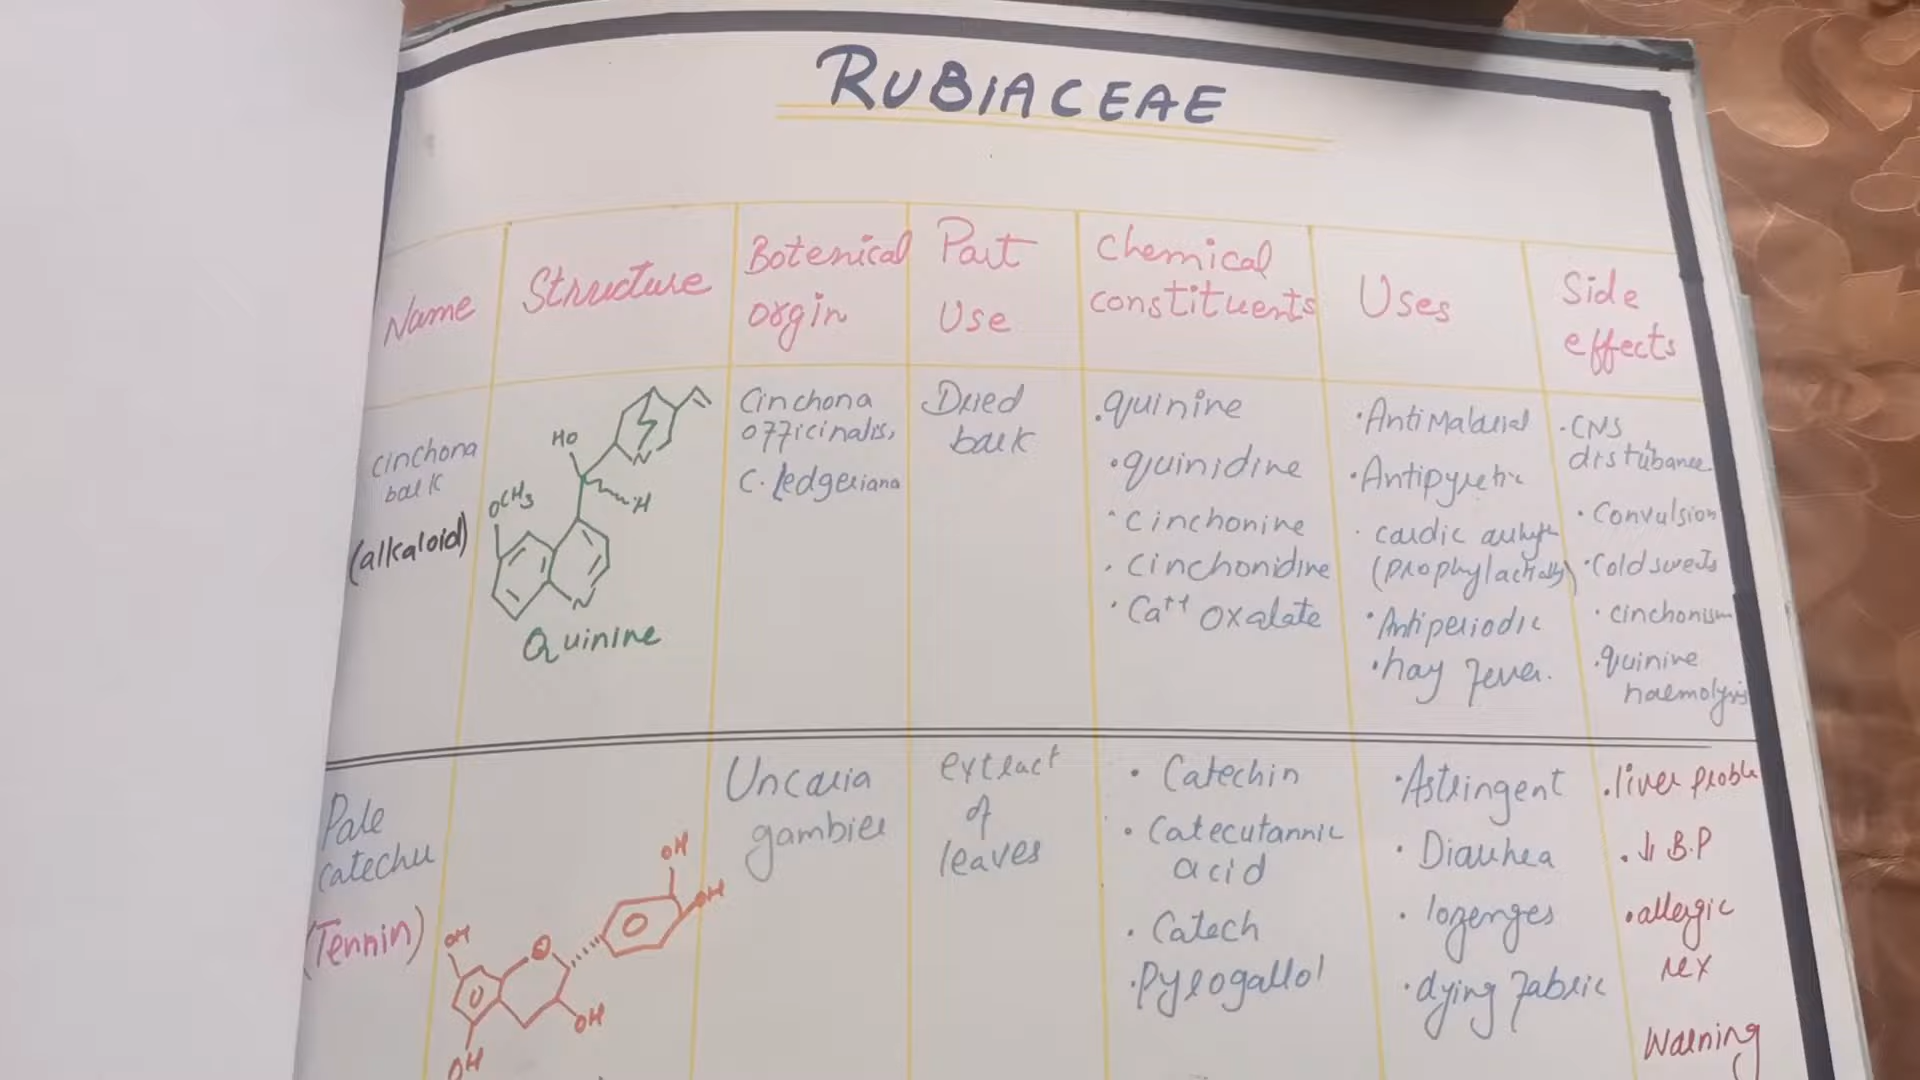 RUBIACEAE
Name
Structure
Botenical
orgin
Part
Use
Chemical
constituents
Uses
Side
effects
cinchona
bark
(alkaloid)
HO
N
H
OCH3
N
Quinine
Cinchona
officinalis,
C. ledgeriana
Dried
bark
.quinine
•quinidine
•cinchonine
• cinchonidine
• Ca++ oxalate
•AntiMalarial
•Antipyretic
• cardic
(prophylactically)
•Antiperiodic
•hay fever.
•CNS
distubance
• Convulsion
•Cold sweats
• cinchonism
•quinine
haemolysis
Pale
catechu
(Tennin)
OH
OH
OH
O
OH
OH
Uncaria
gambier
extract
of
leaves
• Catechin
• Catecutannic
acid
• Catech
•Pyrogallol
•Astringent
• Diarrhea
• lozenges
•dying fabric
•liver proble
• ↓ B.P
•allergic
rex
Warning